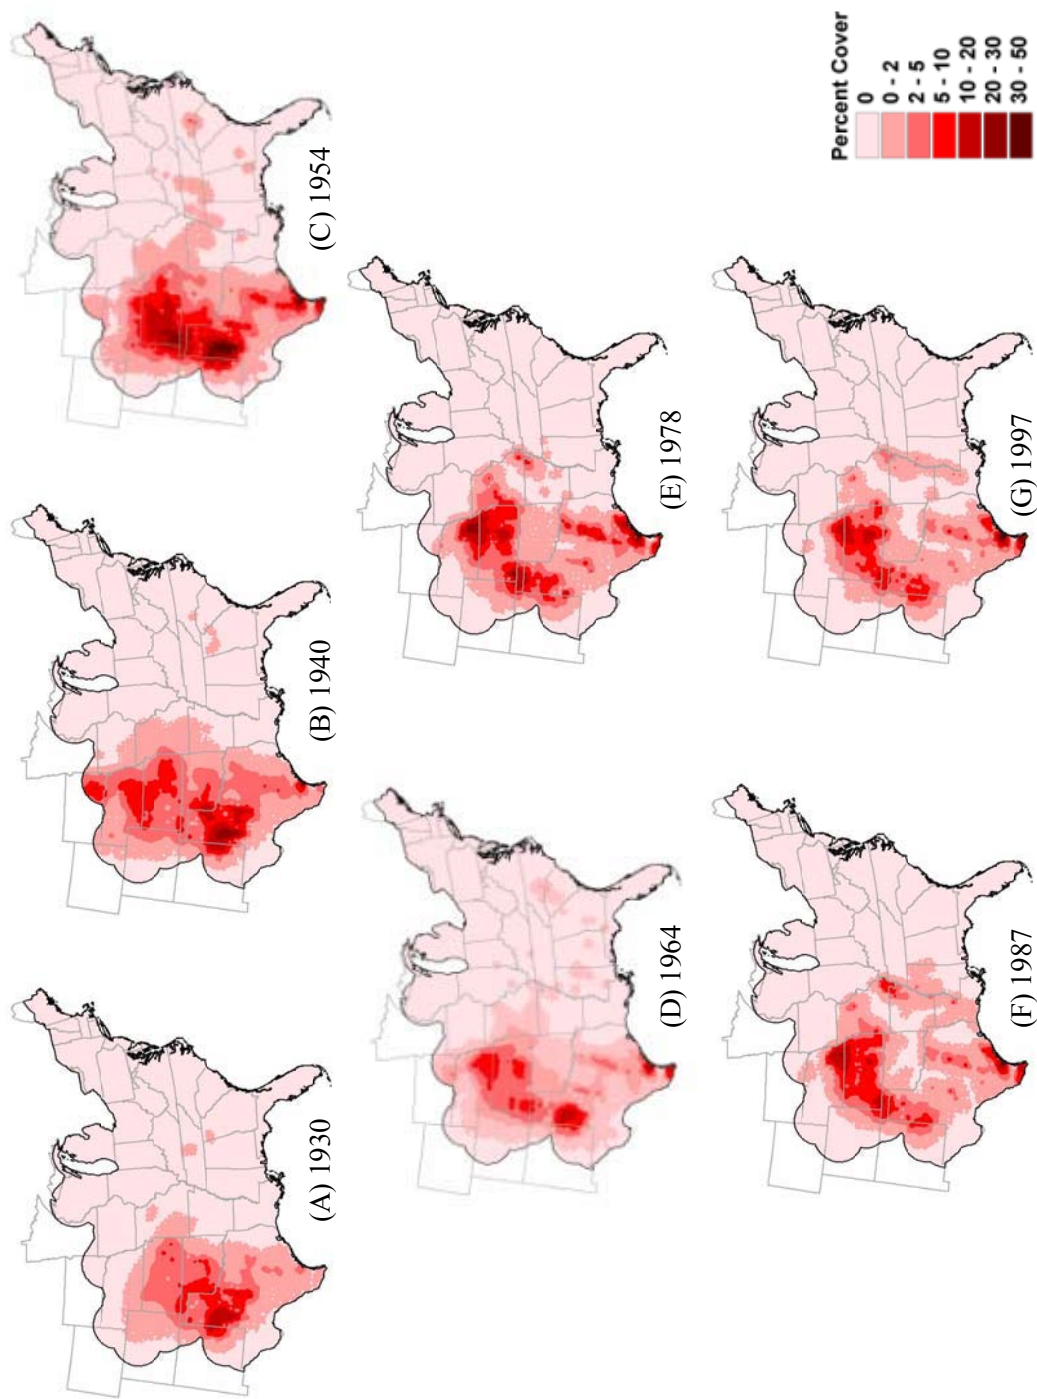 (A) 1930
(B) 1940
(C) 1954
(D) 1964
(E) 1978
(F) 1987
(G) 1997
Percent Cover
0
0 - 2
2 - 5
5 - 10
10 - 20
20 - 30
30 - 50